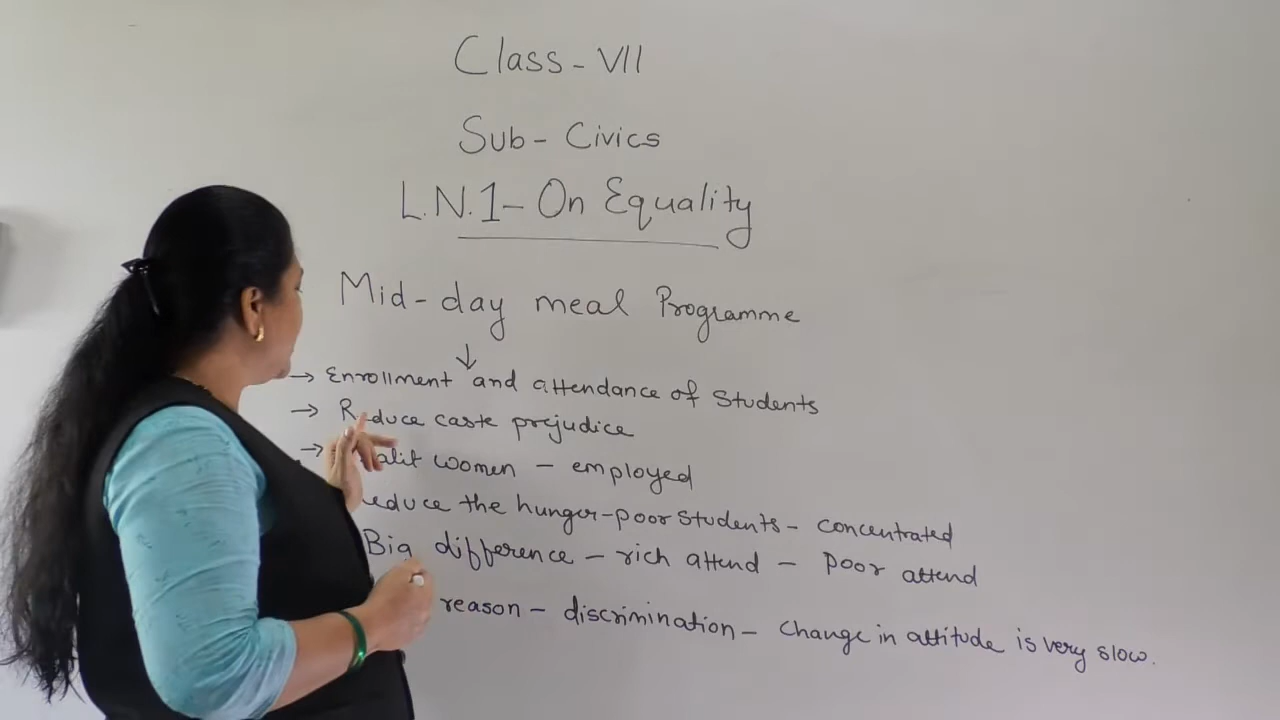 Class - VII
Sub - Civics
L.N.1 - On Equality
Mid-day meal Programme
↓
→ Enrollment and attendance of Students
→ Reduce caste prejudice
→ women - employed
the hunger-poor students - concentrated
Big difference - rich attend - Poor attend
reason - discrimination - Change in attitude is very slow.